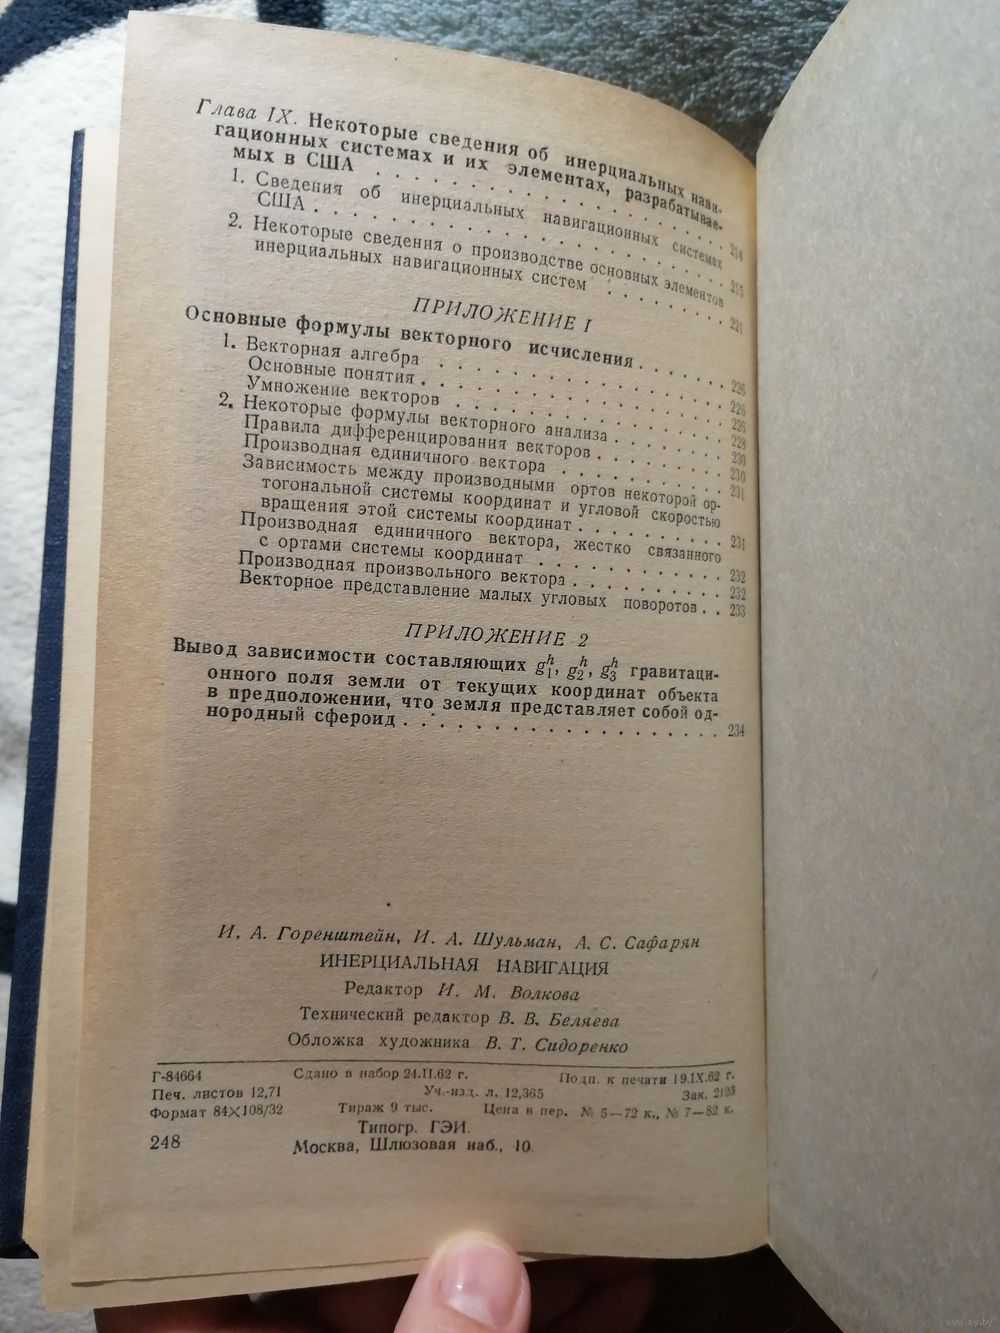 Глава IX. Некоторые сведения об инерциальных нави-
гационных системах и их элементах, разрабатывае-
мых в США . . . . . . . . . . . . . . . . 214
1. Сведения об инерциальных навигационных системах
США . . . . . . . . . . . . . . . . . . 215
2. Некоторые сведения о производстве основных элементов
инерциальных навигационных систем . . . . . . . 221
ПРИЛОЖЕНИЕ I
Основные формулы векторного исчисления . . . . . . 226
1. Векторная алгебра . . . . . . . . . . . . . . 226
Основные понятия . . . . . . . . . . . . . . . 226
Умножение векторов . . . . . . . . . . . . . . 228
2. Некоторые формулы векторного анализа . . . . . . 230
Правила дифференцирования векторов . . . . . . . 230
Производная единичного вектора . . . . . . . . . 231
Зависимость между производными ортов некоторой ор-
тогональной системы координат и угловой скоростью
вращения этой системы координат . . . . . . . . . 231
Производная единичного вектора, жестко связанного
с ортами системы координат . . . . . . . . . . . 232
Производная произвольного вектора . . . . . . . . 232
Векторное представление малых угловых поворотов . . 233
ПРИЛОЖЕНИЕ 2
Вывод зависимости составляющих g₁ʰ, g₂ʰ, g₃ʰ гравитаци-
онного поля земли от текущих координат объекта
в предположении, что земля представляет собой од-
нородный сфероид . . . . . . . . . . . . . . . . 234
И. А. Горенштейн, И. А. Шульман, А. С. Сафарян
ИНЕРЦИАЛЬНАЯ НАВИГАЦИЯ
Редактор И. М. Волкова
Технический редактор В. В. Беляева
Обложка художника В. Т. Сидоренко
Г-84664 Сдано в набор 24.II.62 г. Подп. к печати 19.IX.62 г.
Печ. листов 12,71 Уч.-изд. л. 12,365 Зак. 2123
Формат 84×108/32 Тираж 9 тыс. Цена в пер. № 5—72 к., № 7—82 к.
Типогр. ГЭИ.
248 Москва, Шлюзовая наб., 10.
www.ay.by